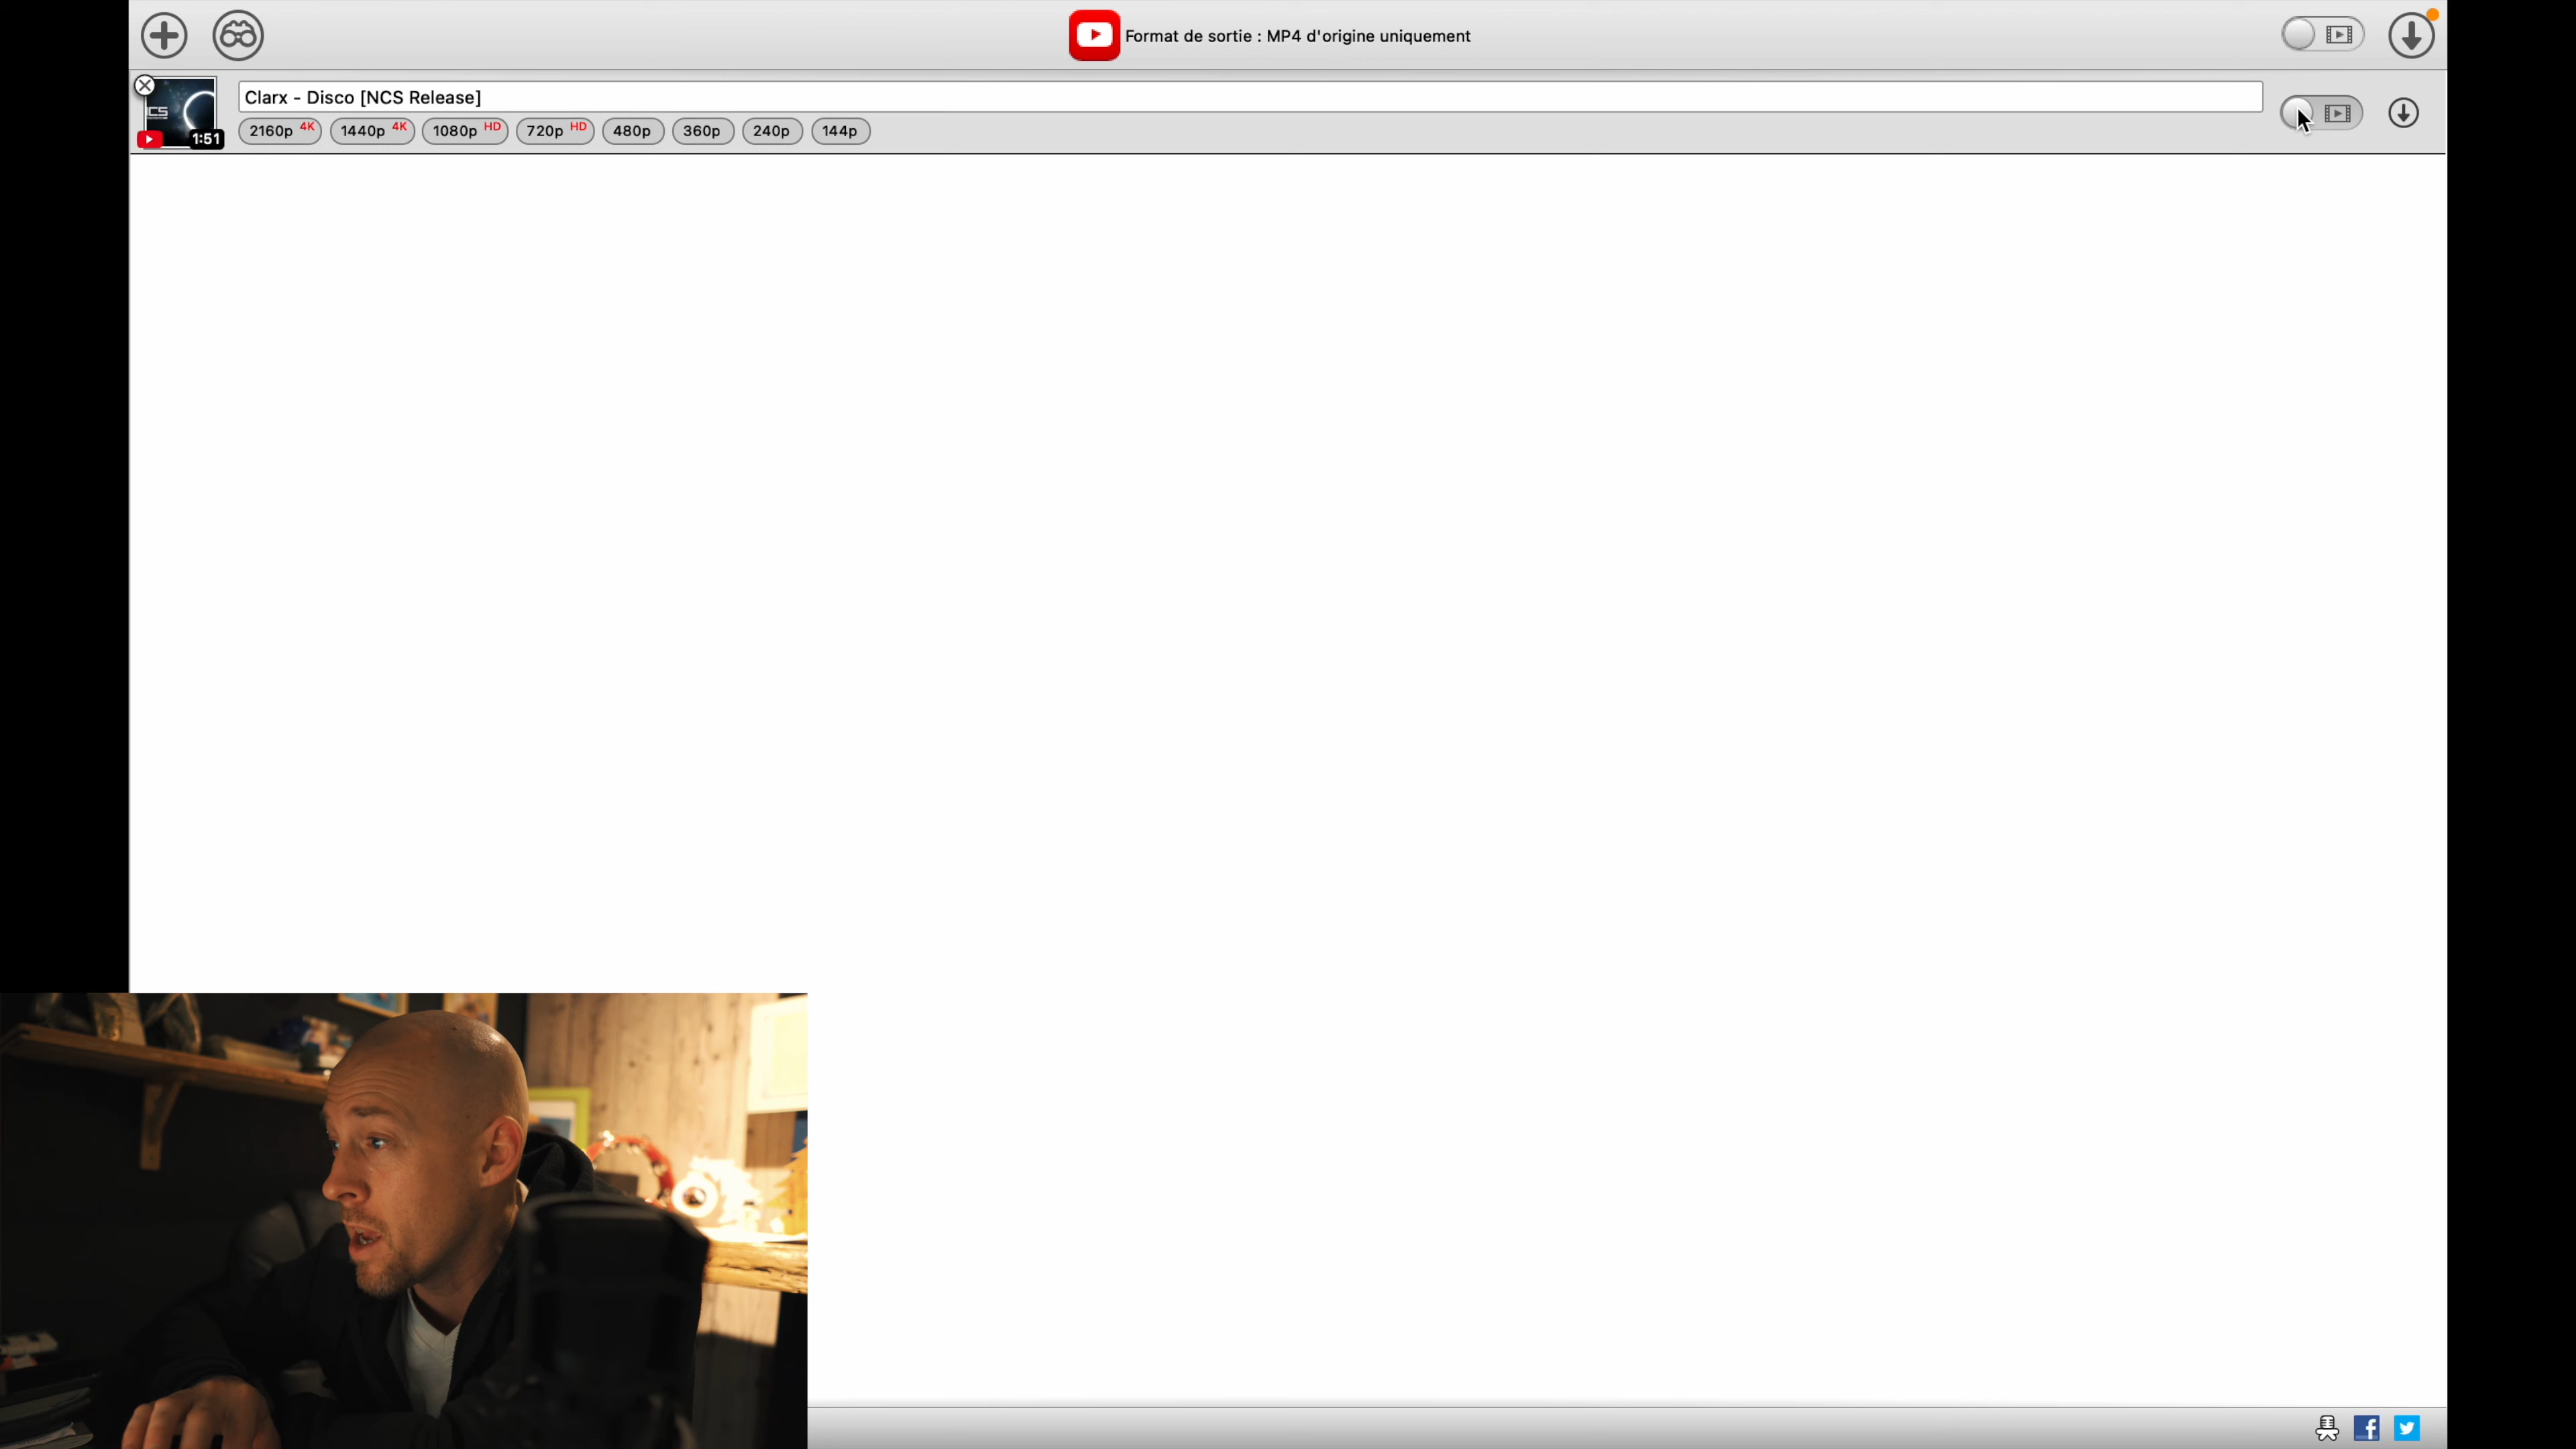 Format de sortie : MP4 d'origine uniquement
Clarx - Disco [NCS Release]
CS
1:51
2160p 4K 1440p 4K 1080p HD 720p HD 480p 360p 240p 144p